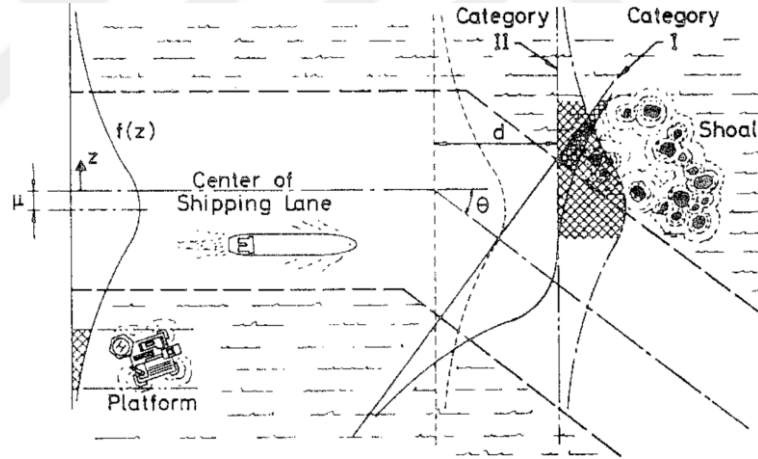 Category
II
Category
I
f(z)
Shoal
z
d
μ
Center of
Shipping Lane
θ
H
Platform